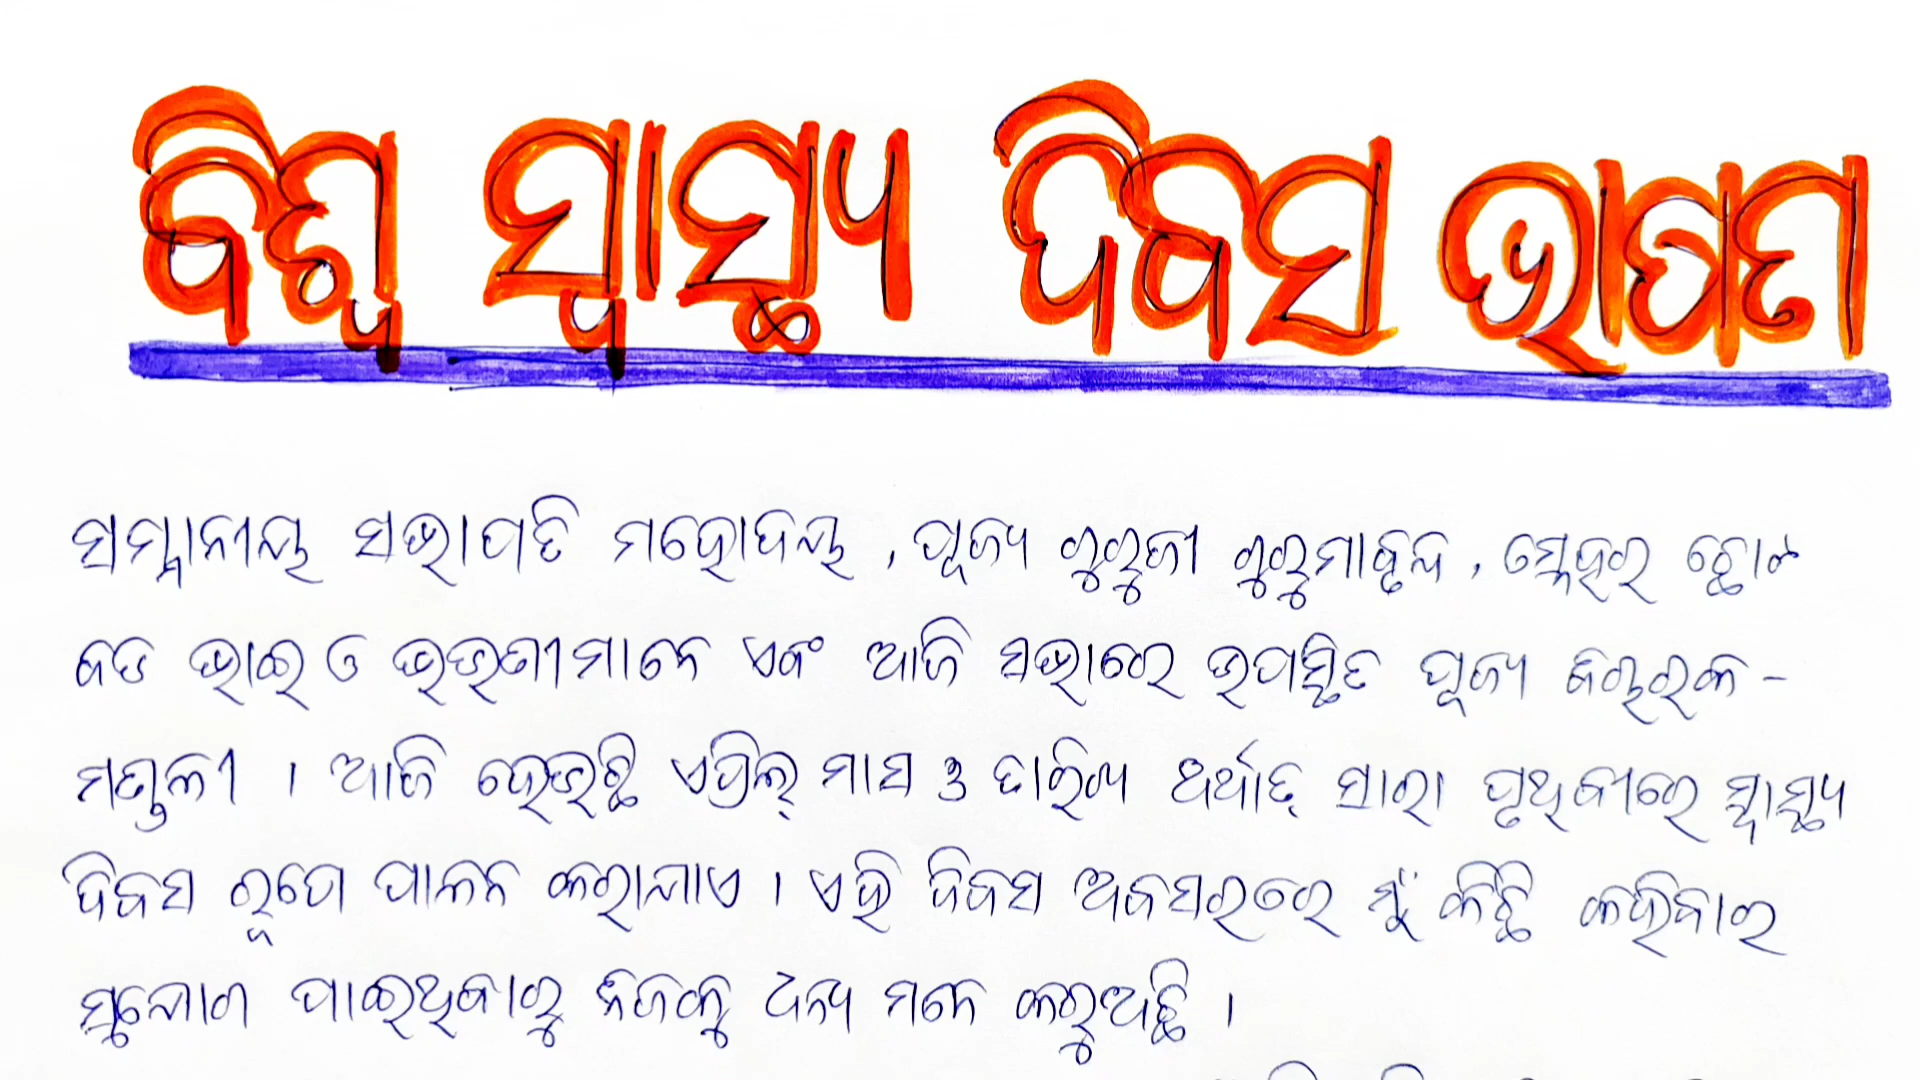 ବିଶ୍ୱ ସ୍ୱାସ୍ଥ୍ୟ ଦିବସ ଭାଷଣ
ସମ୍ମାନୀୟ ସଭାପତି ମହୋଦୟ , ପୂଜ୍ୟ ଗୁରୁଜୀ ଗୁରୁମାବୃନ୍ଦ , ସ୍ନେହର ଛୋଟ
ବଡ ଭାଇ ଓ ଭଉଣୀମାନେ ଏବଂ ଆଜି ସଭାରେ ଉପସ୍ଥିତ ପୂଜ୍ୟ ବିଚାରକ -
ମଣ୍ଡଳୀ । ଆଜି ହେଉଛି ଏପ୍ରିଲ୍ ମାସ ୭ ତାରିଖ ଅର୍ଥାତ୍ ସାରା ପୃଥିବୀରେ ସ୍ୱାସ୍ଥ୍ୟ
ଦିବସ ରୂପେ ପାଳନ କରାଯାଏ । ଏହି ଦିବସ ଅବସରରେ ମୁଁ କିଛି କହିବାର
ସୁଯୋଗ ପାଇଥିବାରୁ ନିଜକୁ ଧନ୍ୟ ମନେ କରୁଅଛି ।